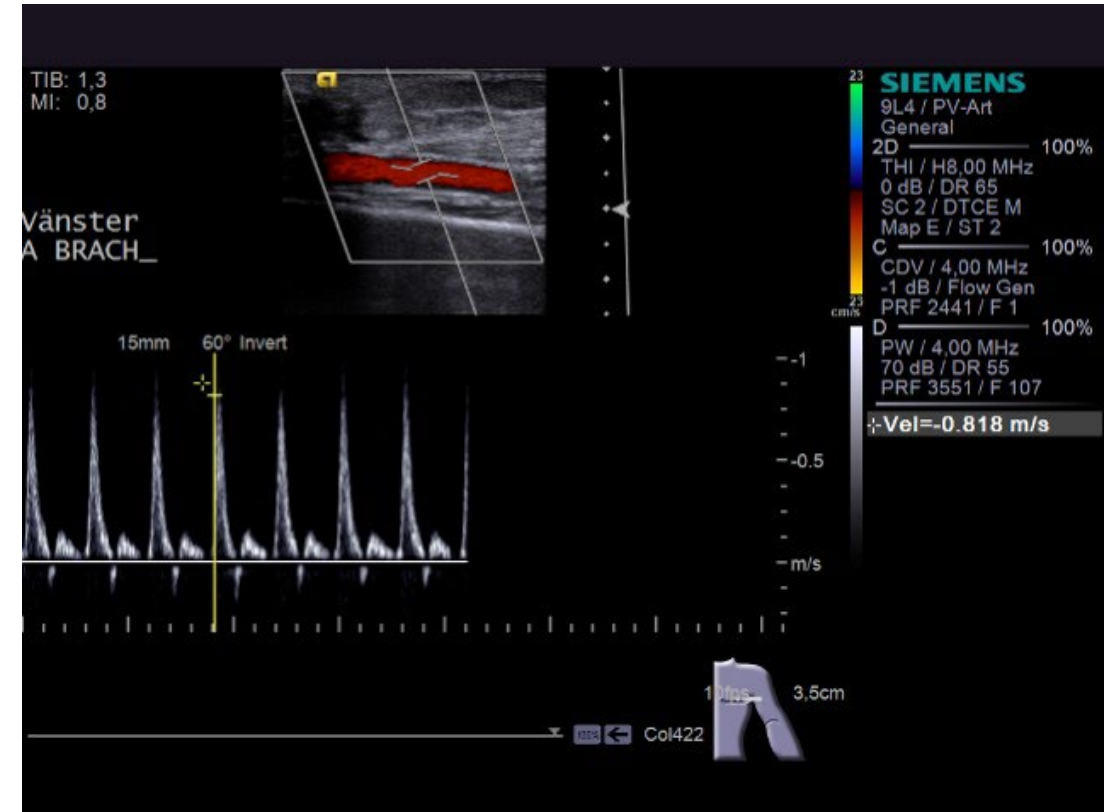 TIB: 1,3
MI: 0,8
Vänster
A BRACH_
23
23
cm/s
SIEMENS
9L4 / PV-Art
General
2D 100%
THI / H8,00 MHz
0 dB / DR 65
SC 2 / DTCE M
Map E / ST 2
C 100%
CDV / 4,00 MHz
-1 dB / Flow Gen
PRF 2441 / F 1
D 100%
PW / 4,00 MHz
70 dB / DR 55
PRF 3551 / F 107
Vel=-0.818 m/s
15mm 60° Invert
-1
-0.5
m/s
10fps 3,5cm
Col422